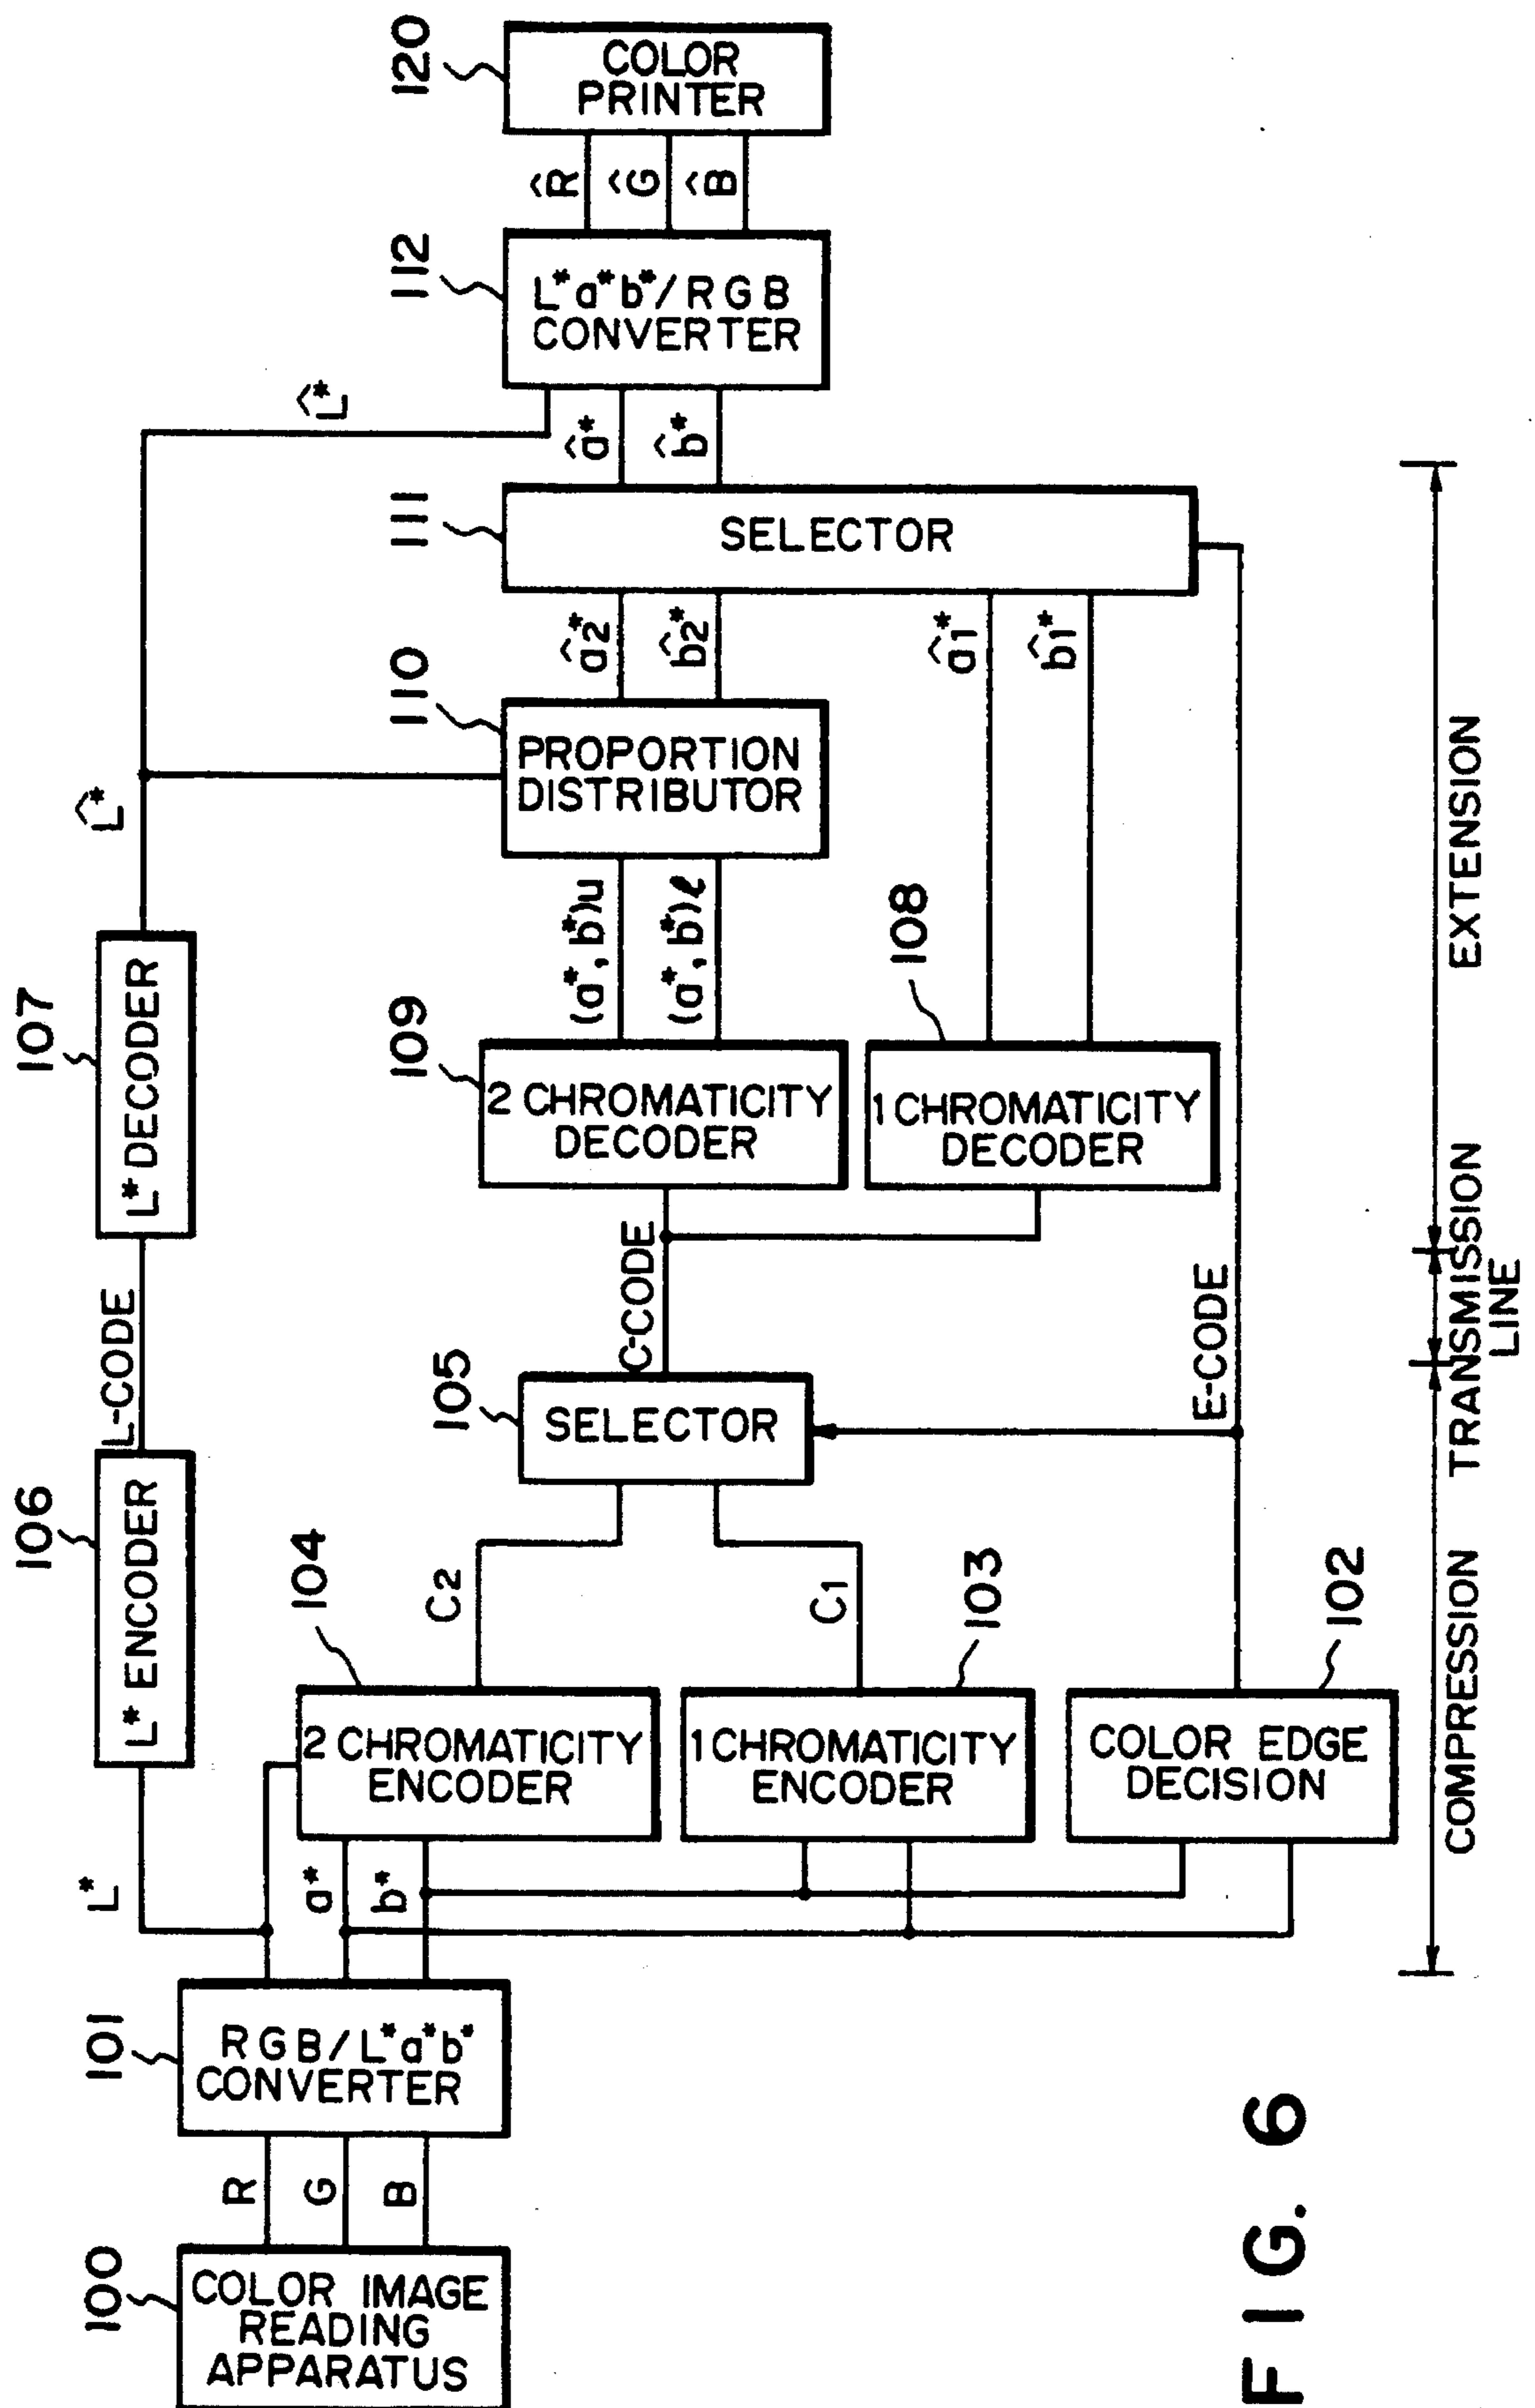 100
COLOR IMAGE
READING
APPARATUS
R
G
B
101
RGB/L*a*b*
CONVERTER
L*
a*
b*
106
L* ENCODER
104
2 CHROMATICITY
ENCODER
103
1 CHROMATICITY
ENCODER
102
COLOR EDGE
DECISION
C2
C1
105
SELECTOR
L-CODE
C-CODE
E-CODE
107
L* DECODER
109
2 CHROMATICITY
DECODER
108
1 CHROMATICITY
DECODER
L̂*
(a*, b*)u
(a*, b*)ℓ
110
PROPORTION
DISTRIBUTOR
â2*
b̂2*
â1*
b̂1*
111
SELECTOR
L̂*
â*
b̂*
112
L*a*b*/RGB
CONVERTER
R̂
Ĝ
B̂
120
COLOR
PRINTER
COMPRESSION
TRANSMISSION
LINE
EXTENSION
FIG. 6